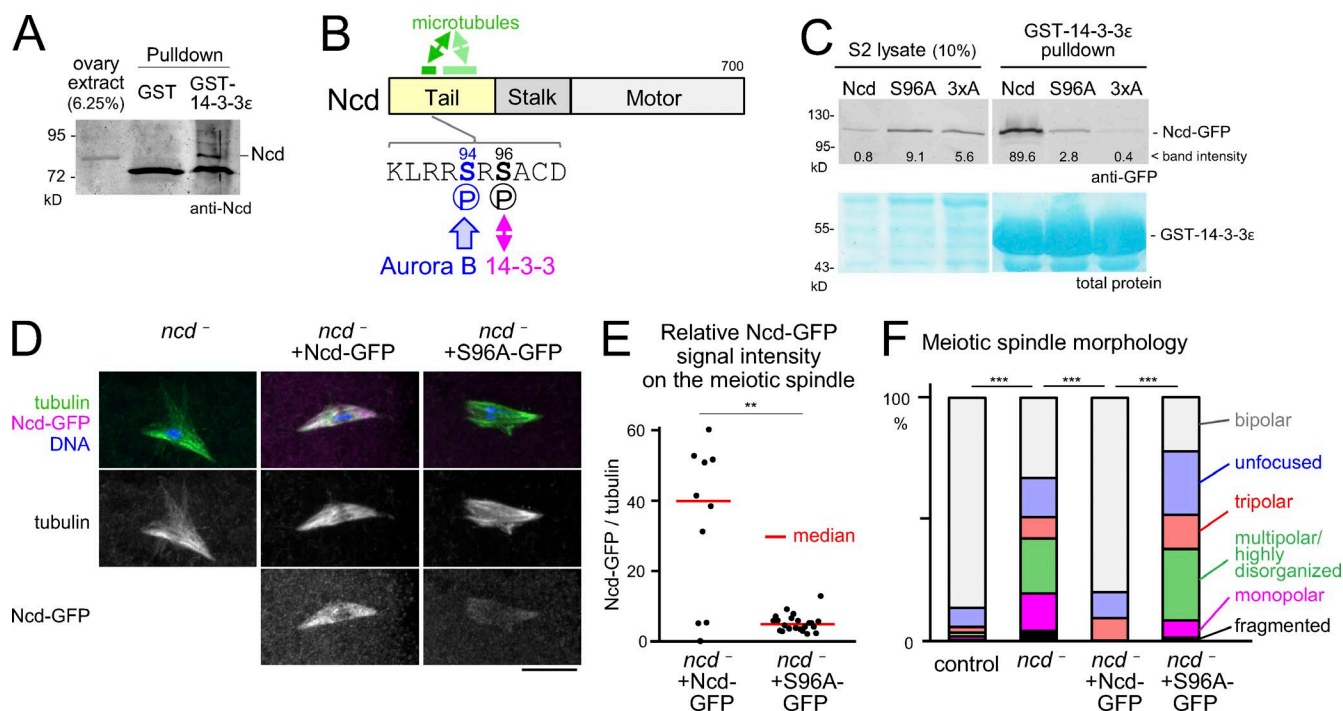 A
ovary
extract
(6.25%)
Pulldown
GST
GST-
14-3-3ε
95 -
72 -
kD
Ncd
anti-Ncd
B
microtubules
700
Ncd
Tail
Stalk
Motor
94
96
KLRRSRSACD
P
P
Aurora B
14-3-3
C
S2 lysate (10%)
GST-14-3-3ε
pulldown
Ncd
S96A
3xA
Ncd
S96A
3xA
130-
95-
kD
- Ncd-GFP
0.8
9.1
5.6
89.6
2.8
0.4
< band intensity
anti-GFP
55-
43-
kD
- GST-14-3-3ε
total protein
D
ncd -
ncd -
+Ncd-GFP
ncd -
+S96A-GFP
tubulin
Ncd-GFP
DNA
tubulin
Ncd-GFP
E
Relative Ncd-GFP
signal intensity
on the meiotic spindle
**
Ncd-GFP / tubulin
60
40
20
0
median
ncd -
+Ncd-
GFP
ncd -
+S96A-
GFP
F
Meiotic spindle morphology
***
***
***
100
%
0
bipolar
unfocused
tripolar
multipolar/
highly
disorganized
monopolar
fragmented
control
ncd -
ncd -
+Ncd-
GFP
ncd -
+S96A-
GFP